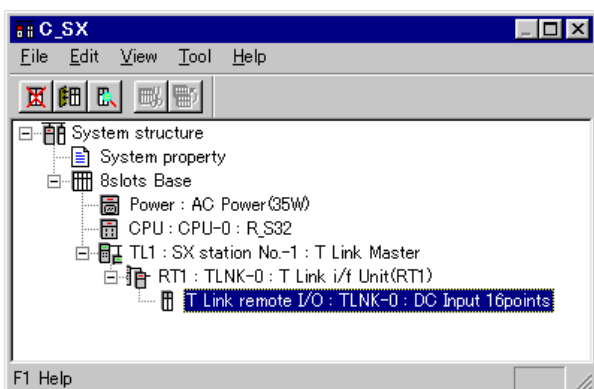 C_SX
File Edit View Tool Help
System structure
System property
8slots Base
Power : AC Power(35W)
CPU : CPU-0 : R_S32
TL1 : SX station No.-1 : T Link Master
RT1 : TLNK-0 : T Link i/f Unit(RT1)
T Link remote I/O : TLNK-0 : DC Input 16points
F1 Help